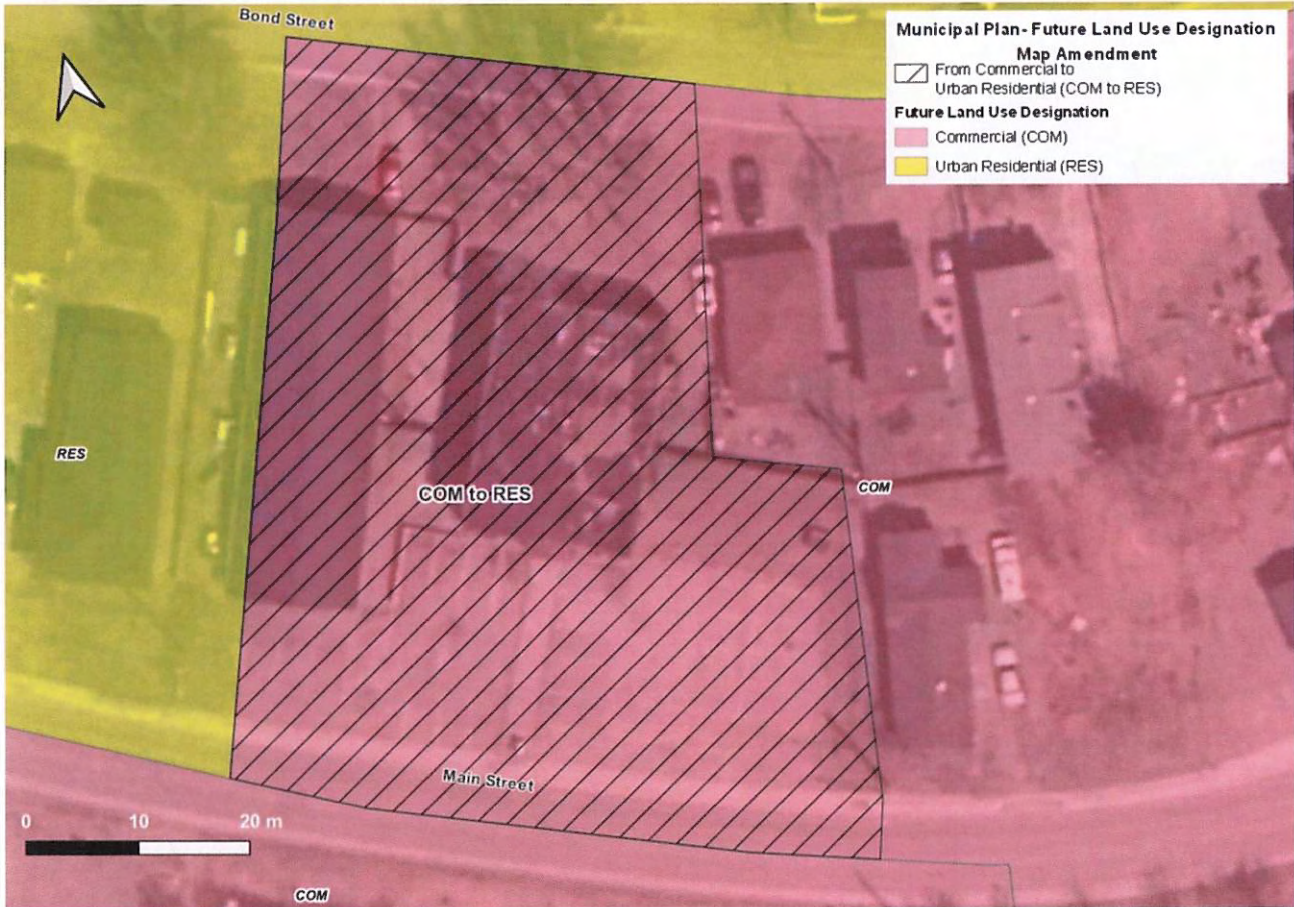 Bond Street
Municipal Plan- Future Land Use Designation
Map Amendment
From Commercial to
Urban Residential (COM to RES)
Future Land Use Designation
Commercial (COM)
Urban Residential (RES)
RES
COM to RES
COM
Main Street
0 10 20 m
COM